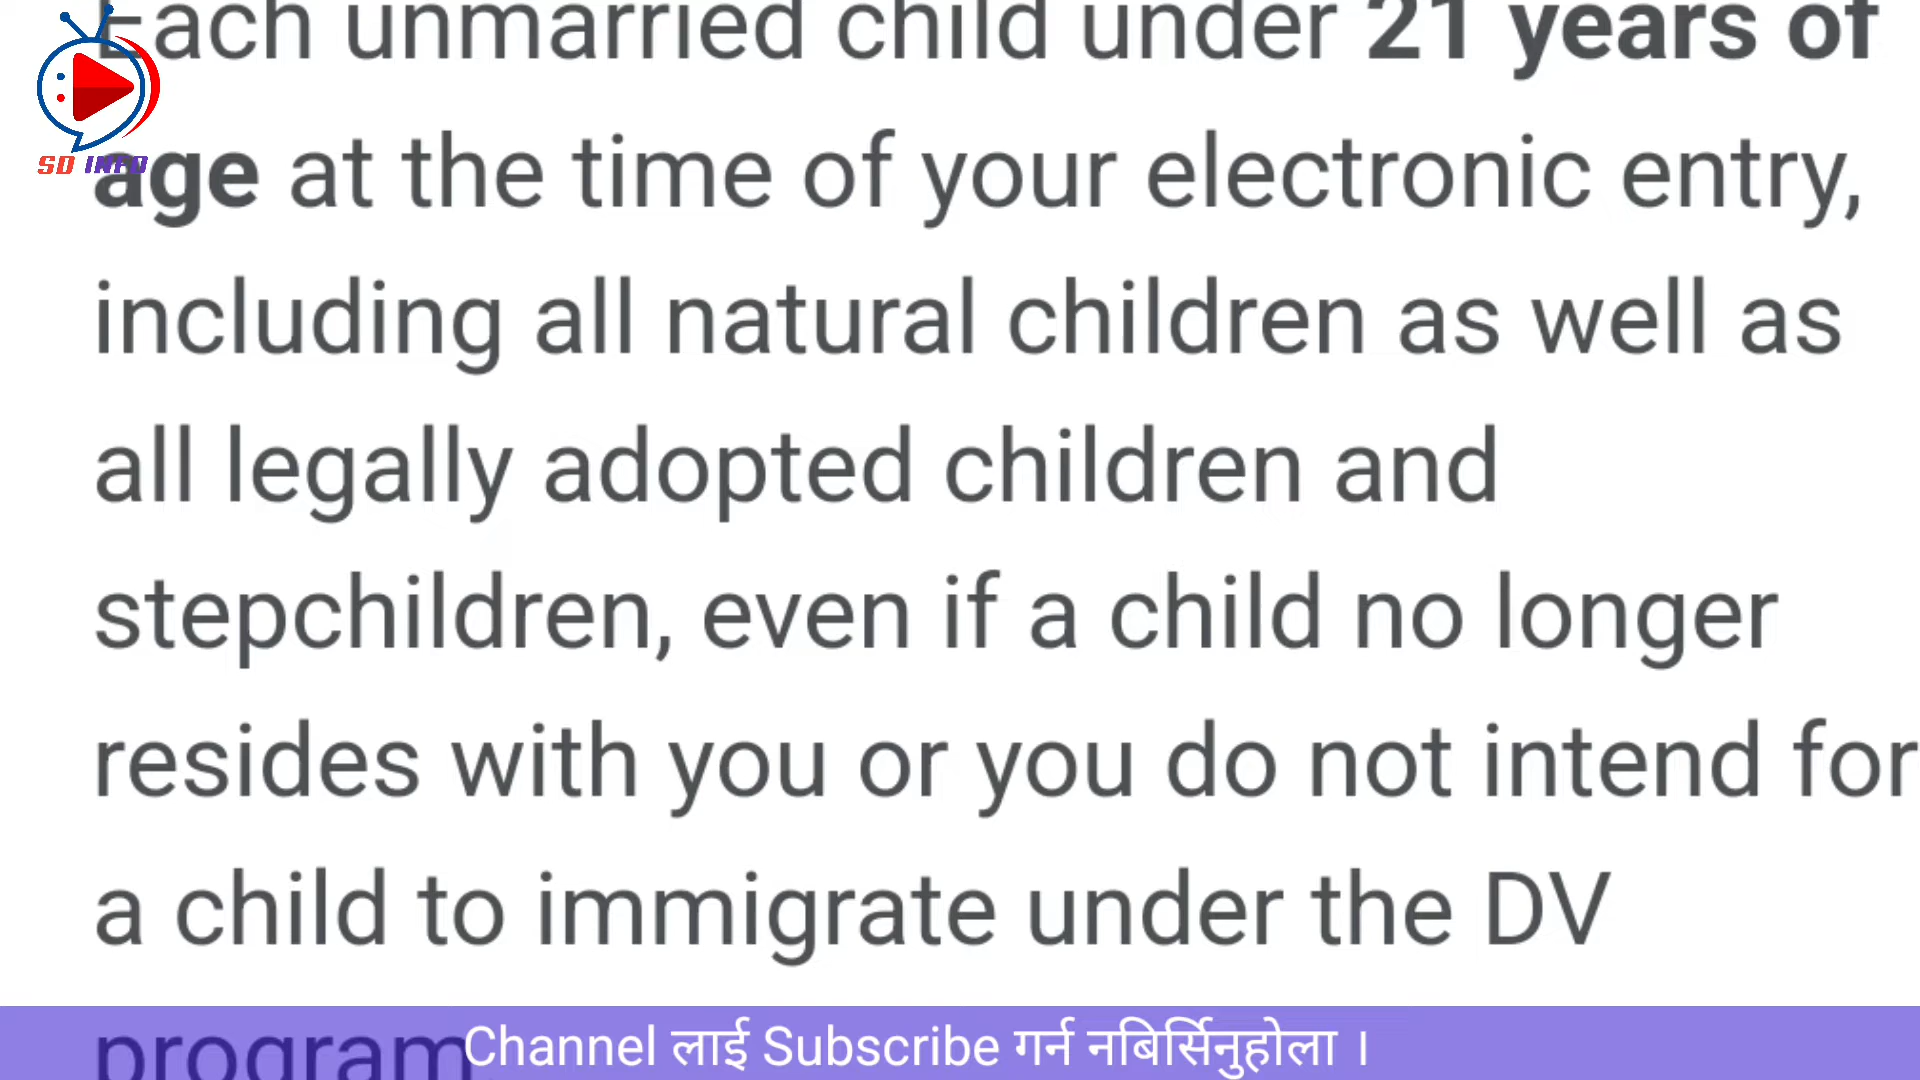 Each unmarried child under 21 years of
age at the time of your electronic entry,
including all natural children as well as
all legally adopted children and
stepchildren, even if a child no longer
resides with you or you do not intend for
a child to immigrate under the DV
program.
SD INFO
Channel लाई Subscribe गर्न नबिर्सिनुहोला ।